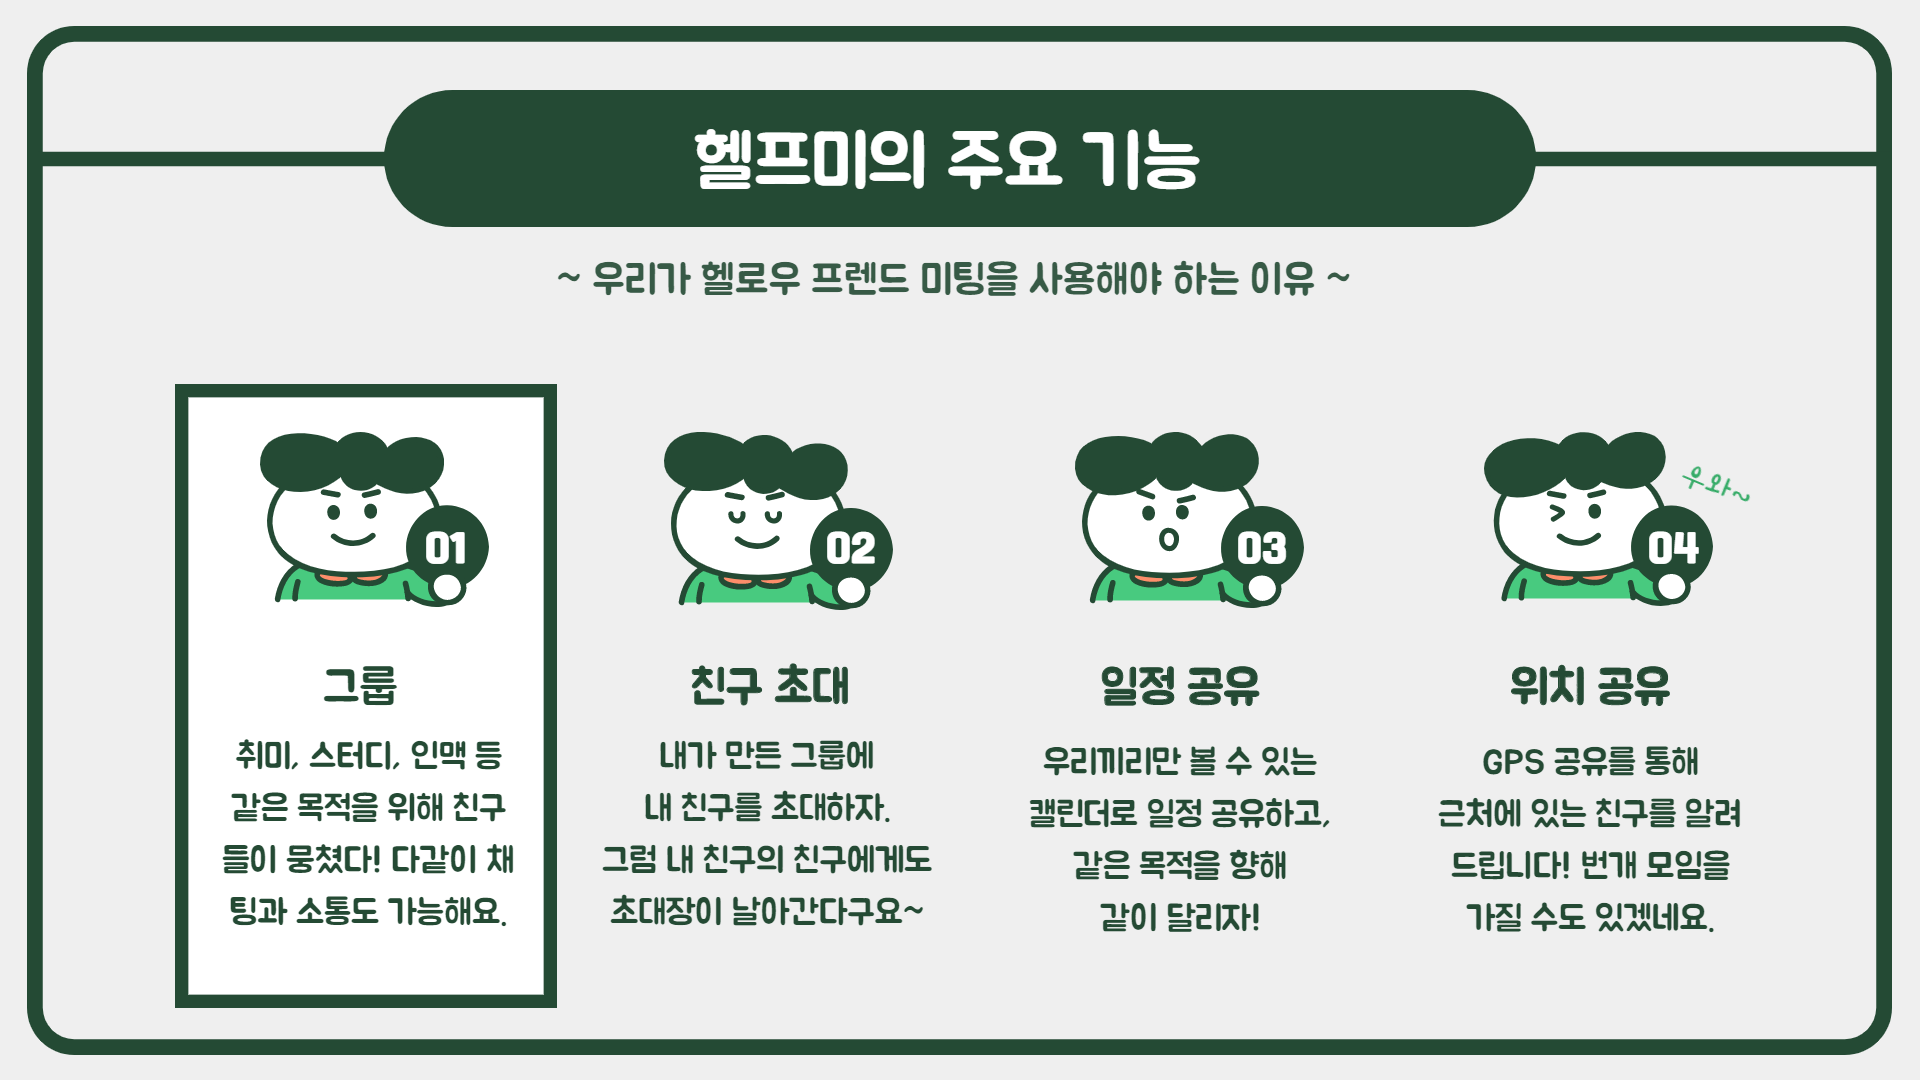 헬프미의 주요 기능
~ 우리가 헬로우 프렌드 미팅을 사용해야 하는 이유 ~
01
그룹
취미, 스터디, 인맥 등
같은 목적을 위해 친구
들이 뭉쳤다! 다같이 채
팅과 소통도 가능해요.
02
친구 초대
내가 만든 그룹에
내 친구를 초대하자.
그럼 내 친구의 친구에게도
초대장이 날아간다구요~
03
일정 공유
우리끼리만 볼 수 있는
캘린더로 일정 공유하고,
같은 목적을 향해
같이 달리자!
우와~
04
위치 공유
GPS 공유를 통해
근처에 있는 친구를 알려
드립니다! 번개 모임을
가질 수도 있겠네요.